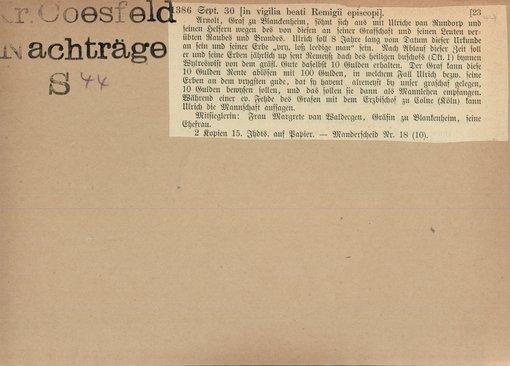 Kr. Coesfeld
Nachträge
S 44
1386 Sept. 30 [in vigilia beati Remigii episcopi]. [23
Arnolt, Graf zu Blanckenheim, söhnt sich aus mit Ulriche van Nundorp und
seinen Helfern wegen des von diesen an seiner Grafschaft und seinen Leuten ver-
übten Raubes und Brandes. Ulrich soll 8 Jahre lang vom Datum dieser Urkunde
an sein und seiner Erbe „vry, loß leedige man" sein. Nach Ablauf dieser Zeit soll
er und seine Erben jährlich up sent Remeyß dach des heiligen buschofs (Okt. 1) bynnen
von dem gräfl. Gute daselbst 10 Gulden erhalten. Der Graf kann diese
10 Gulden Rente ablösen mit 100 Gulden, in welchem Fall Ulrich bezw. seine
Erben an dem vrygsten gude, dat sy havent alreneyst by unser graschaf gelegen,
10 Gulden bewysen sollen, und das sollen sie dann als Mannlehen empfangen.
Während einer ev. Fehde des Grafen mit dem Erzbischof zu Colne (Köln) kann
Ulrich die Mannschaft aufsagen.
Mitsieglerin: Frau Margrete van Waldergen, Gräfin zu Blankenheim, seine
Ehefrau.
2 Kopien 15. Jhdts. auf Papier. — Manderscheid Nr. 18 (10).